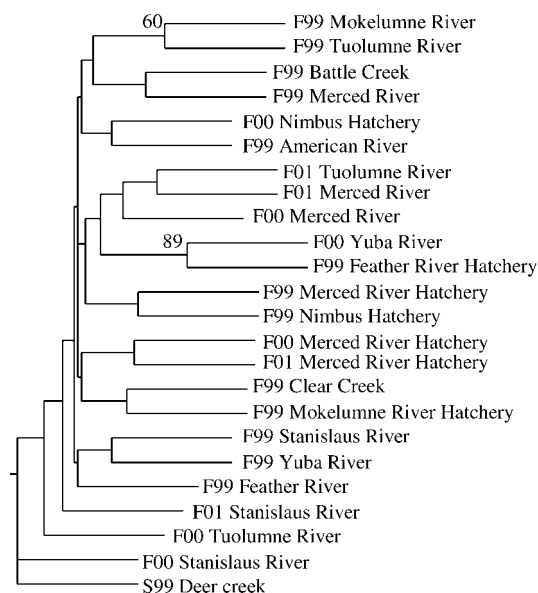 60
F99 Mokelumne River
F99 Tuolumne River
F99 Battle Creek
F99 Merced River
F00 Nimbus Hatchery
F99 American River
F01 Tuolumne River
F01 Merced River
F00 Merced River
89
F00 Yuba River
F99 Feather River Hatchery
F99 Merced River Hatchery
F99 Nimbus Hatchery
F00 Merced River Hatchery
F01 Merced River Hatchery
F99 Clear Creek
F99 Mokelumne River Hatchery
F99 Stanislaus River
F99 Yuba River
F99 Feather River
F01 Stanislaus River
F00 Tuolumne River
F00 Stanislaus River
S99 Deer creek